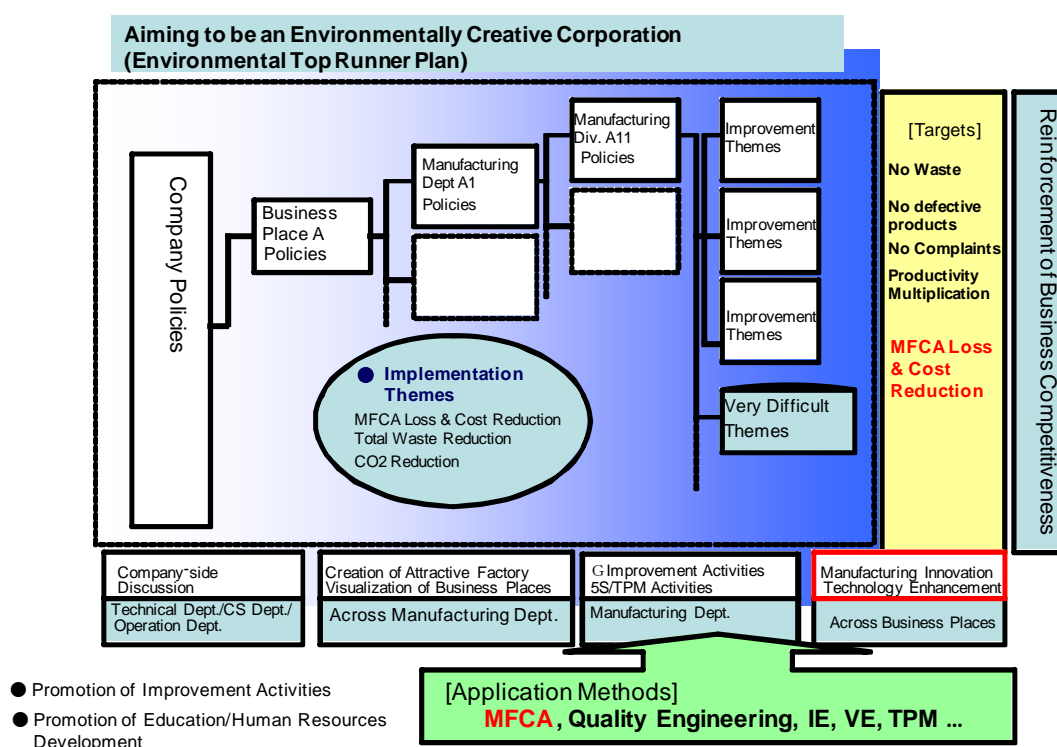 Aiming to be an Environmentally Creative Corporation
(Environmental Top Runner Plan)
Company Policies
Business
Place A
Policies
Manufacturing
Dept A1
Policies
Manufacturing
Div. A11
Policies
Improvement
Themes
Improvement
Themes
Improvement
Themes
Very Difficult
Themes
● Implementation
Themes
MFCA Loss & Cost Reduction
Total Waste Reduction
CO2 Reduction
[Targets]
No Waste
No defective
products
No Complaints
Productivity
Multiplication
MFCA Loss
& Cost
Reduction
Reinforcement of Business Competitiveness
Company-side
Discussion
Technical Dept./CS Dept./
Operation Dept.
Creation of Attractive Factory
Visualization of Business Places
Across Manufacturing Dept.
G Improvement Activities
5S/TPM Activities
Manufacturing Dept.
Manufacturing Innovation
Technology Enhancement
Across Business Places
● Promotion of Improvement Activities
● Promotion of Education/Human Resources
Development
[Application Methods]
MFCA, Quality Engineering, IE, VE, TPM ...